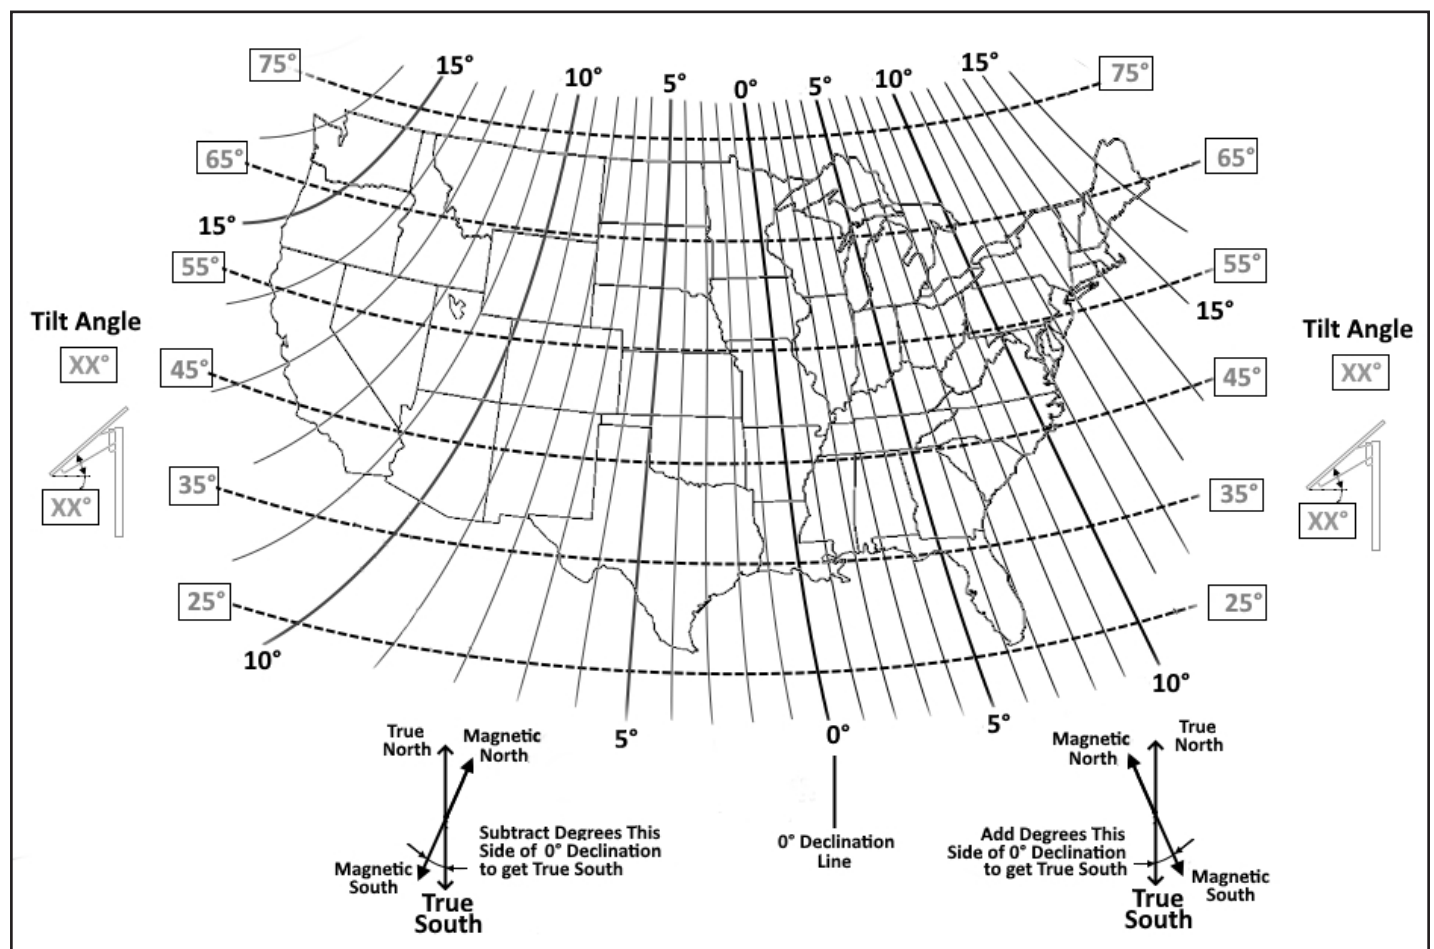 75°
15°
10°
5°
0°
5°
10°
15°
75°
65°
65°
15°
55°
55°
15°
Tilt Angle
XX°
XX°
Tilt Angle
XX°
XX°
45°
45°
35°
35°
25°
25°
10°
5°
0°
5°
10°
True
North
Magnetic
North
Subtract Degrees This
Side of 0° Declination
to get True South
Magnetic
South
True
South
0° Declination
Line
Magnetic
North
True
North
Add Degrees This
Side of 0° Declination
to get True South
Magnetic
South
True
South